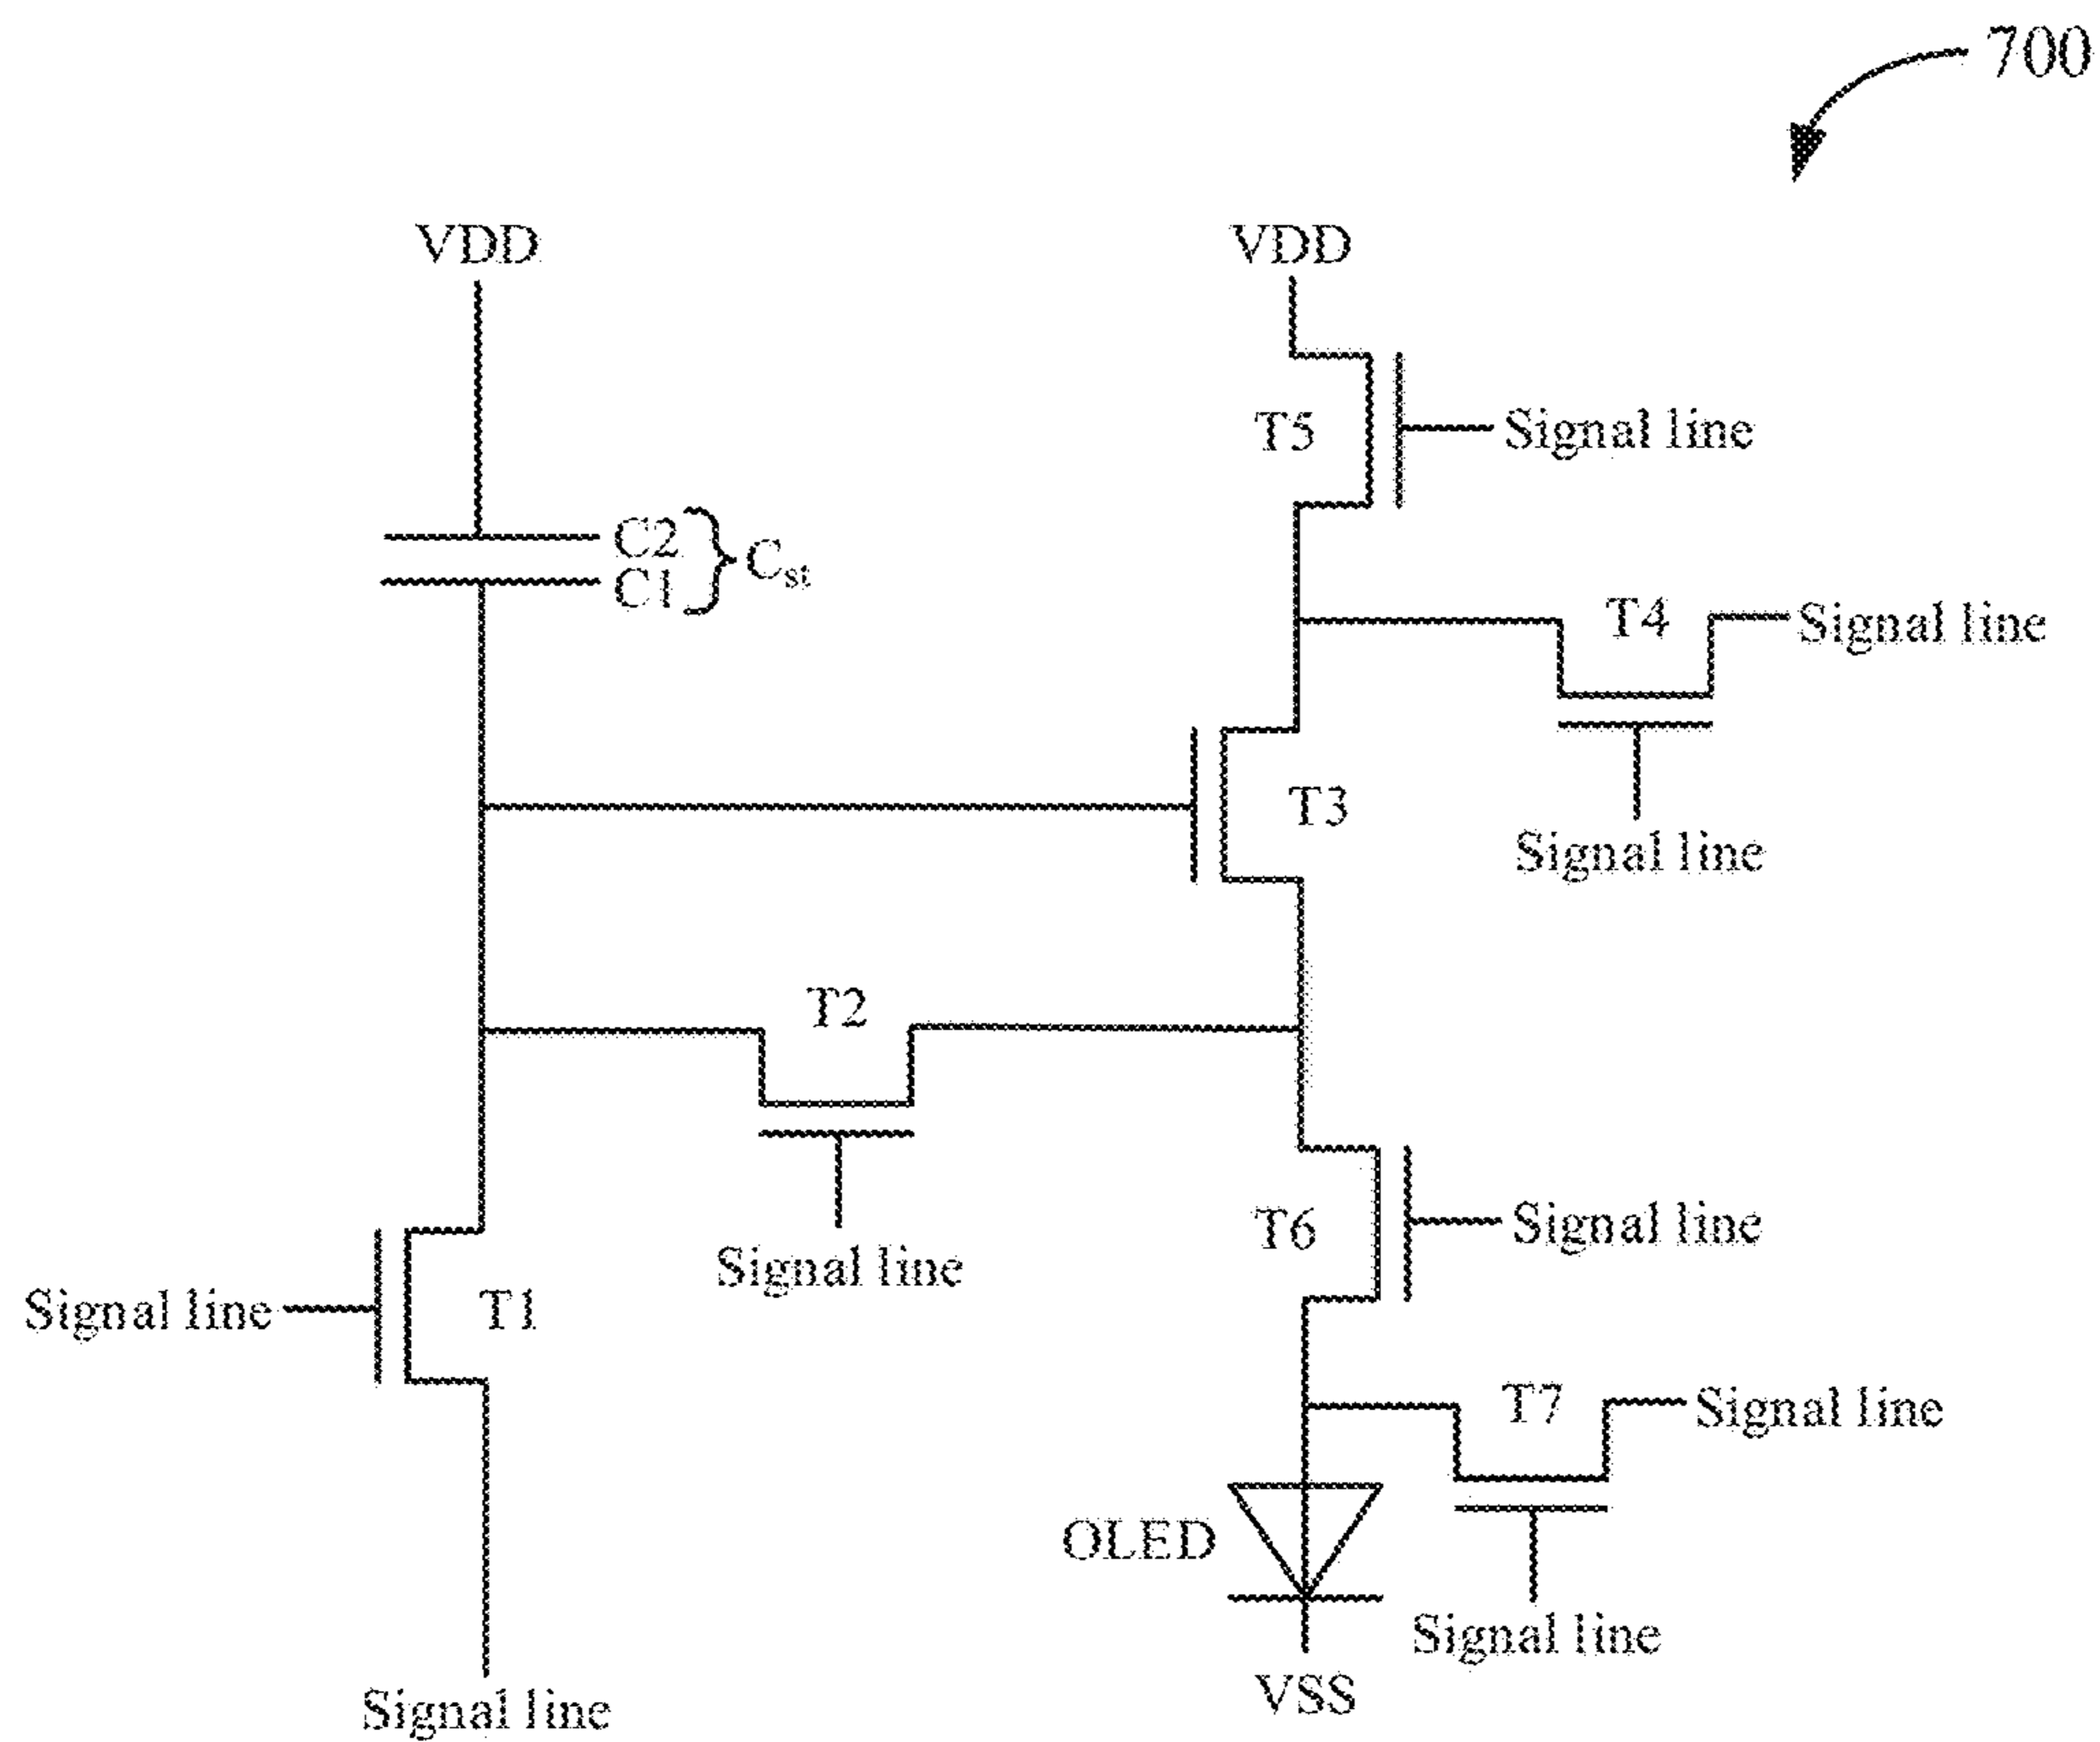 700
VDD
VDD
T5
Signal line
C2
C1
Cst
T4
Signal line
T3
Signal line
T2
Signal line
T6
Signal line
Signal line
T1
T7
Signal line
OLED
Signal line
VSS
Signal line